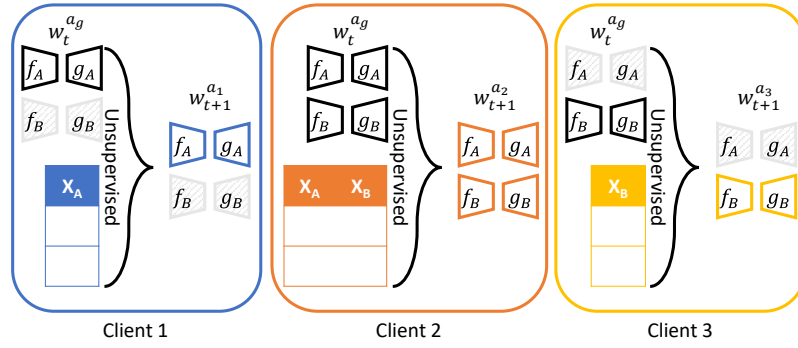 w_t^{a_g}
f_A g_A
f_B g_B
Unsupervised
X_A
w_{t+1}^{a_1}
f_A g_A
f_B g_B
Client 1
w_t^{a_g}
f_A g_A
f_B g_B
Unsupervised
X_A X_B
w_{t+1}^{a_2}
f_A g_A
f_B g_B
Client 2
w_t^{a_g}
f_A g_A
f_B g_B
Unsupervised
X_B
w_{t+1}^{a_3}
f_A g_A
f_B g_B
Client 3